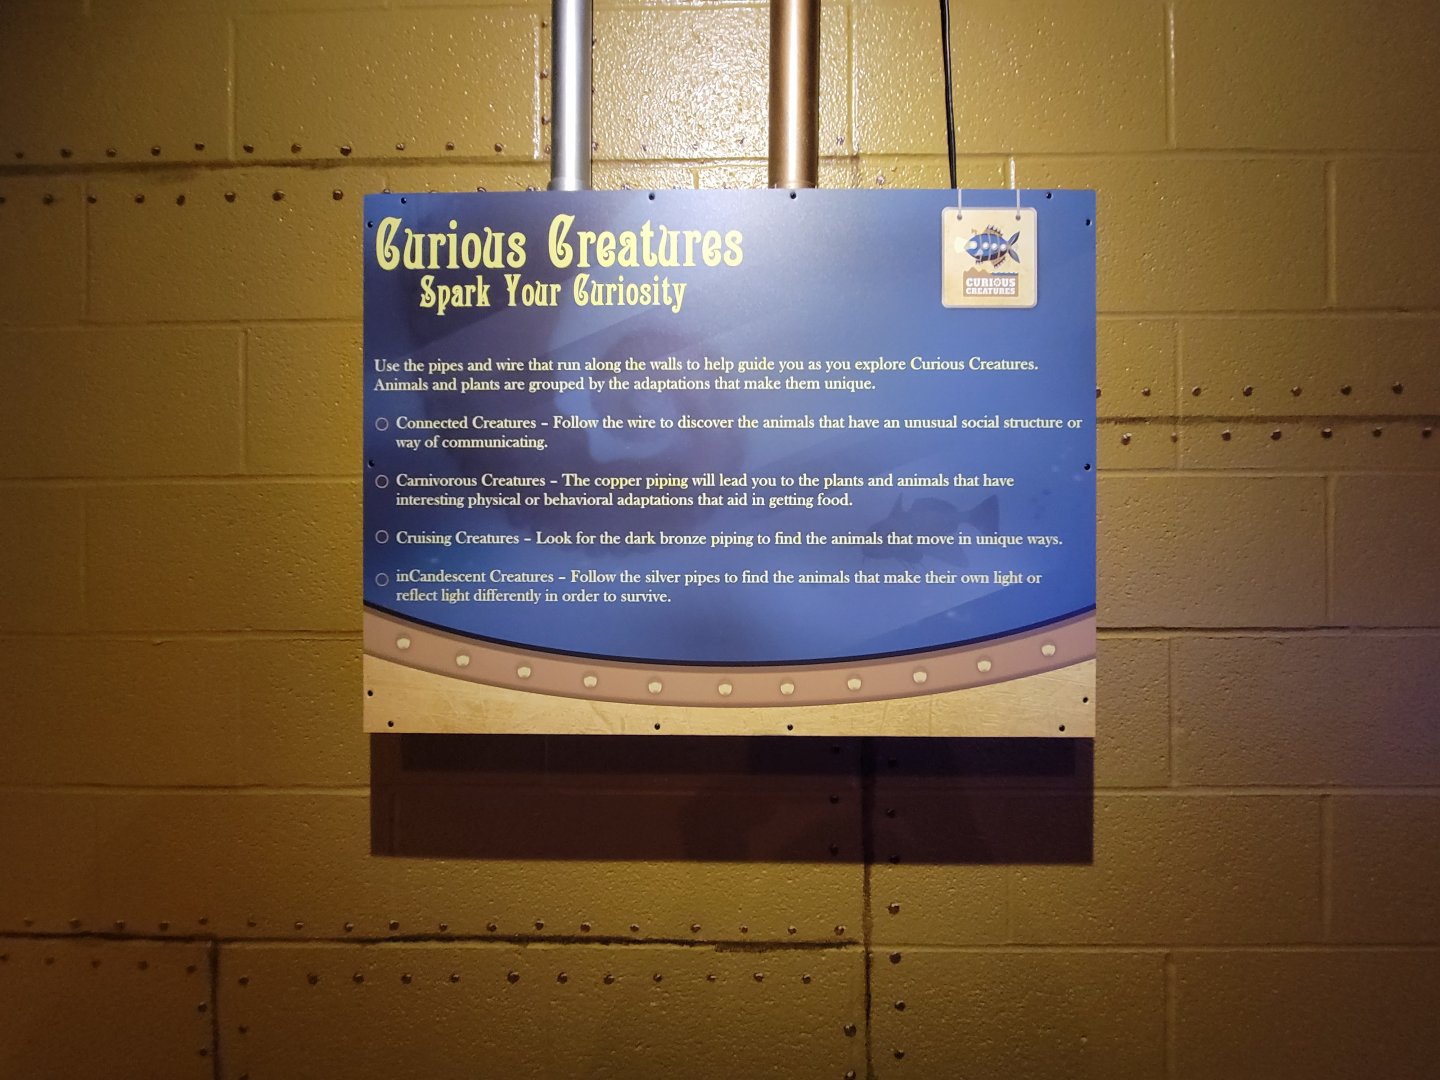 Curious Creatures
Spark Your Curiosity
CURIOUS
CREATURES
Use the pipes and wire that run along the walls to help guide you as you explore Curious Creatures.
Animals and plants are grouped by the adaptations that make them unique.
Connected Creatures – Follow the wire to discover the animals that have an unusual social structure or
way of communicating.
Carnivorous Creatures – The copper piping will lead you to the plants and animals that have
interesting physical or behavioral adaptations that aid in getting food.
Cruising Creatures – Look for the dark bronze piping to find the animals that move in unique ways.
inCandescent Creatures – Follow the silver pipes to find the animals that make their own light or
reflect light differently in order to survive.